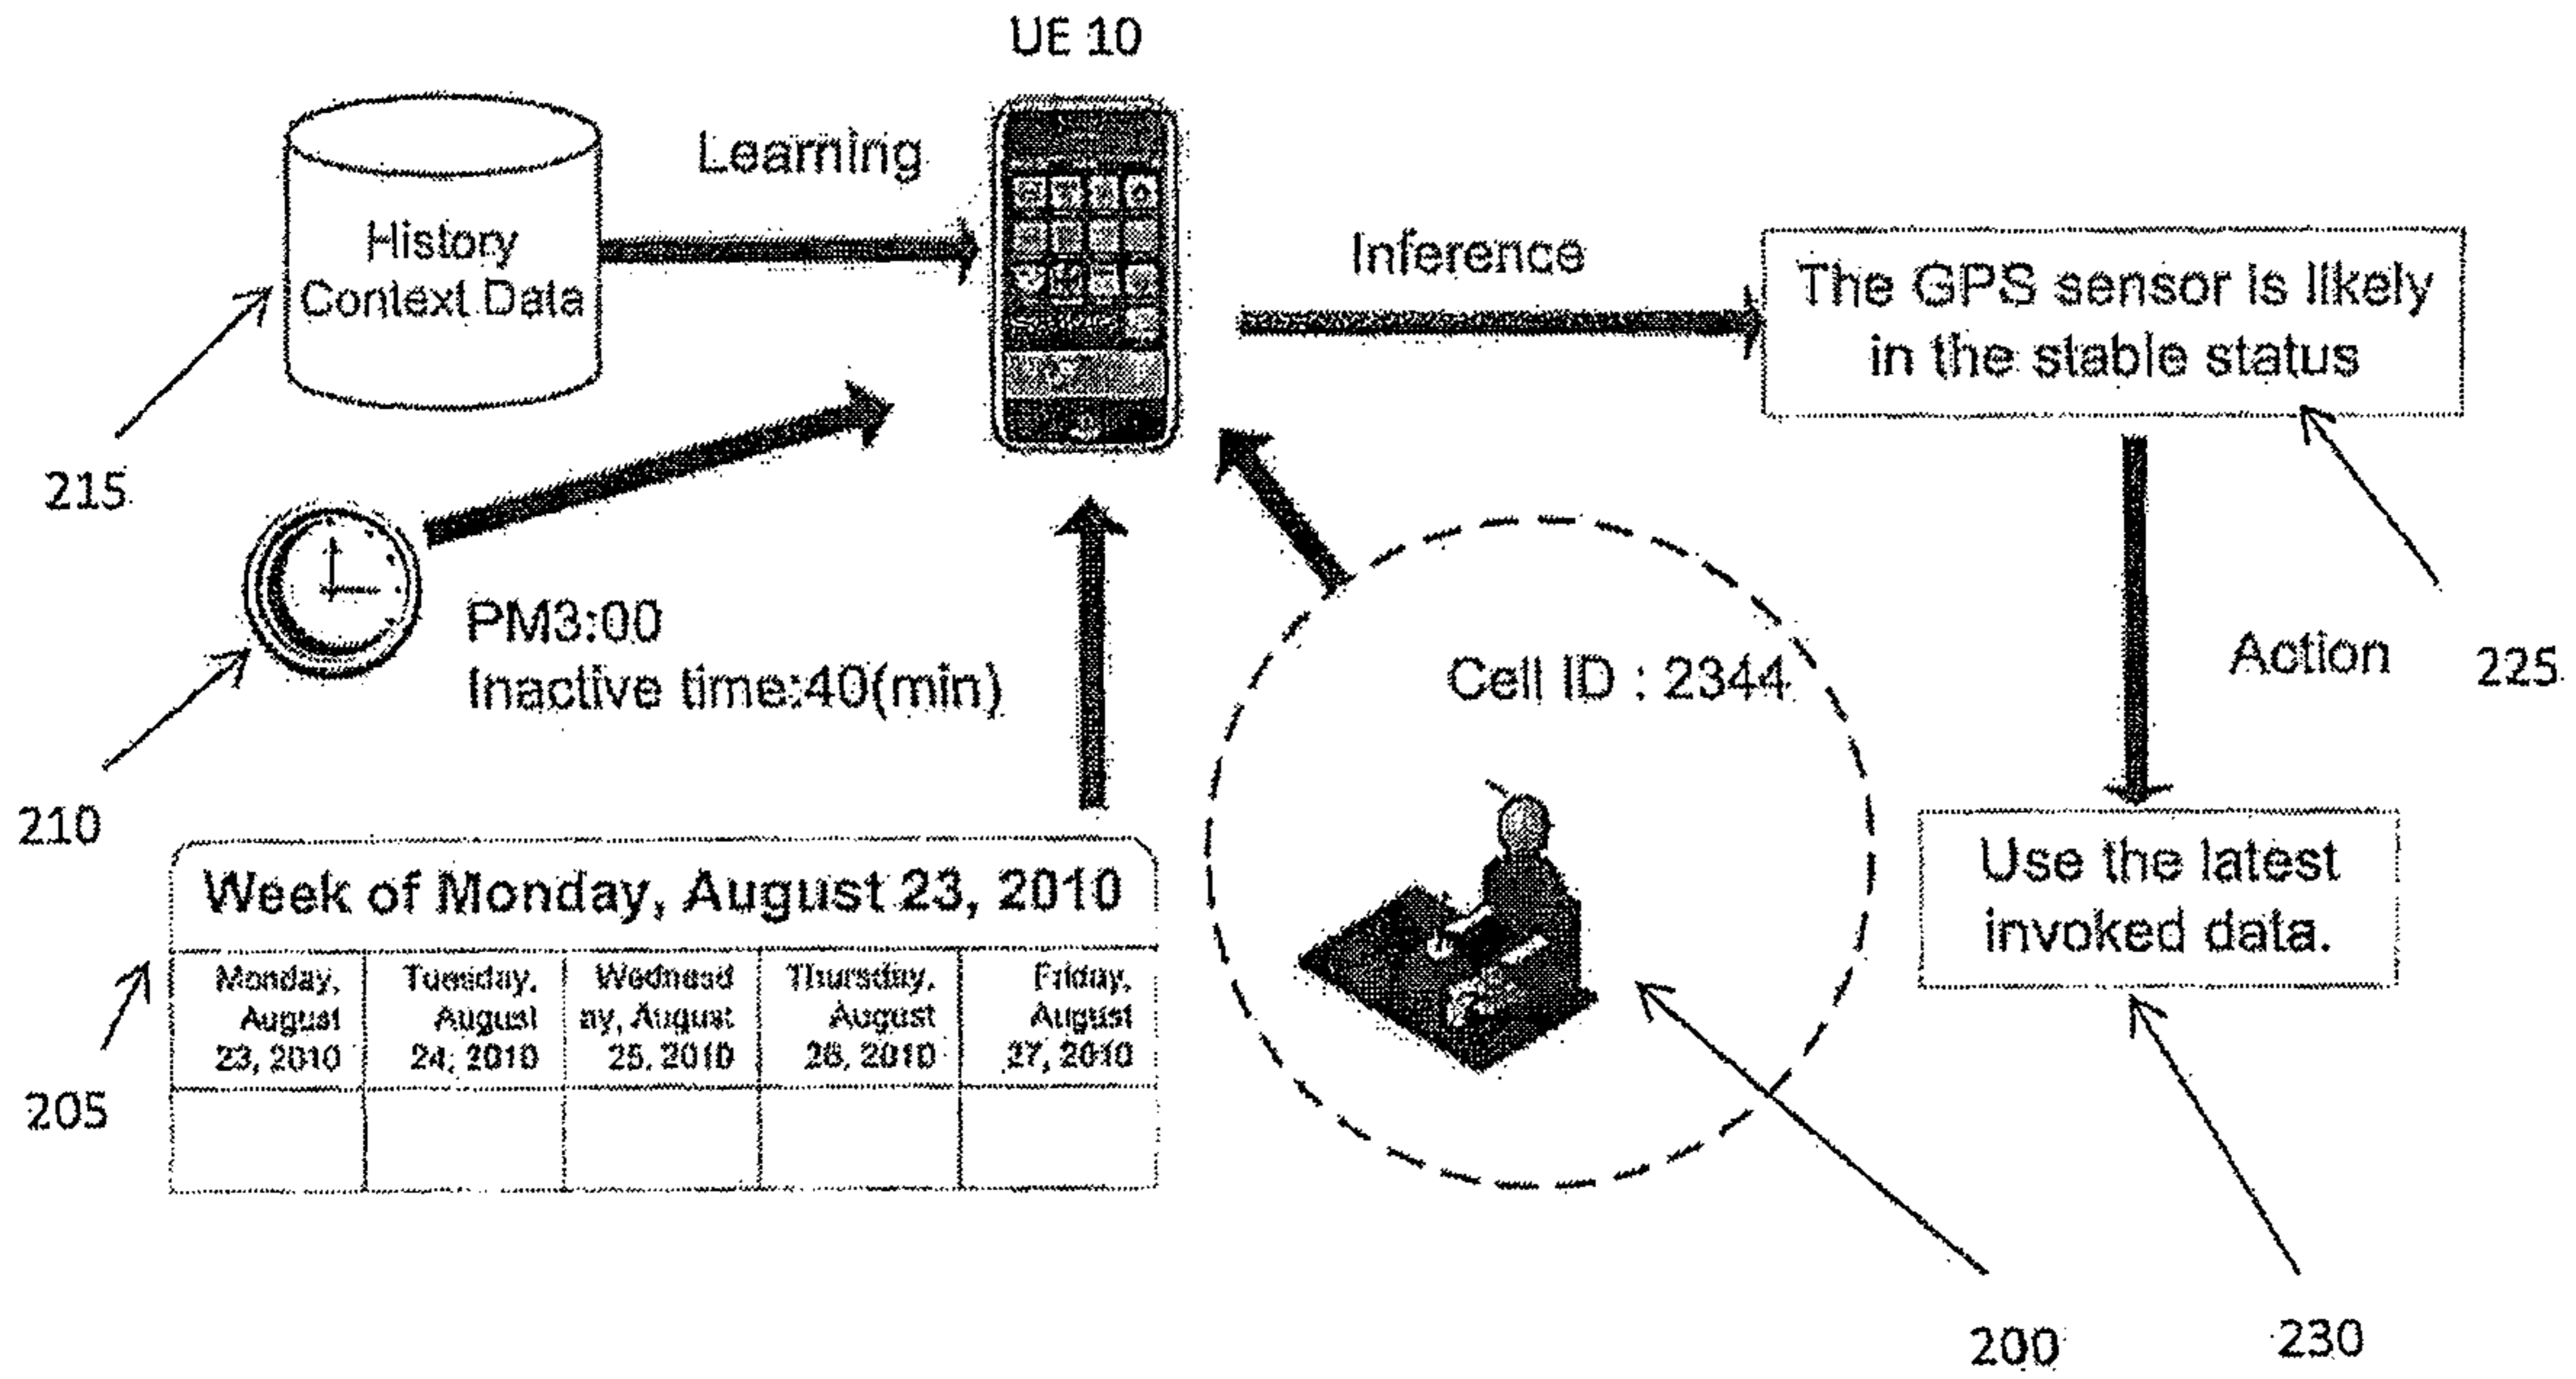 UE 10
Learning
History
Context Data
215
Inference
The GPS sensor is likely
in the stable status
225
PM3:00
Inactive time:40(min)
210
Cell ID : 2344
Action
Use the latest
invoked data.
Week of Monday, August 23, 2010
Monday,
August
23, 2010
Tuesday,
August
24, 2010
Wednesd
ay, August
25, 2010
Thursday,
August
26, 2010
Friday,
August
27, 2010
205
200
230